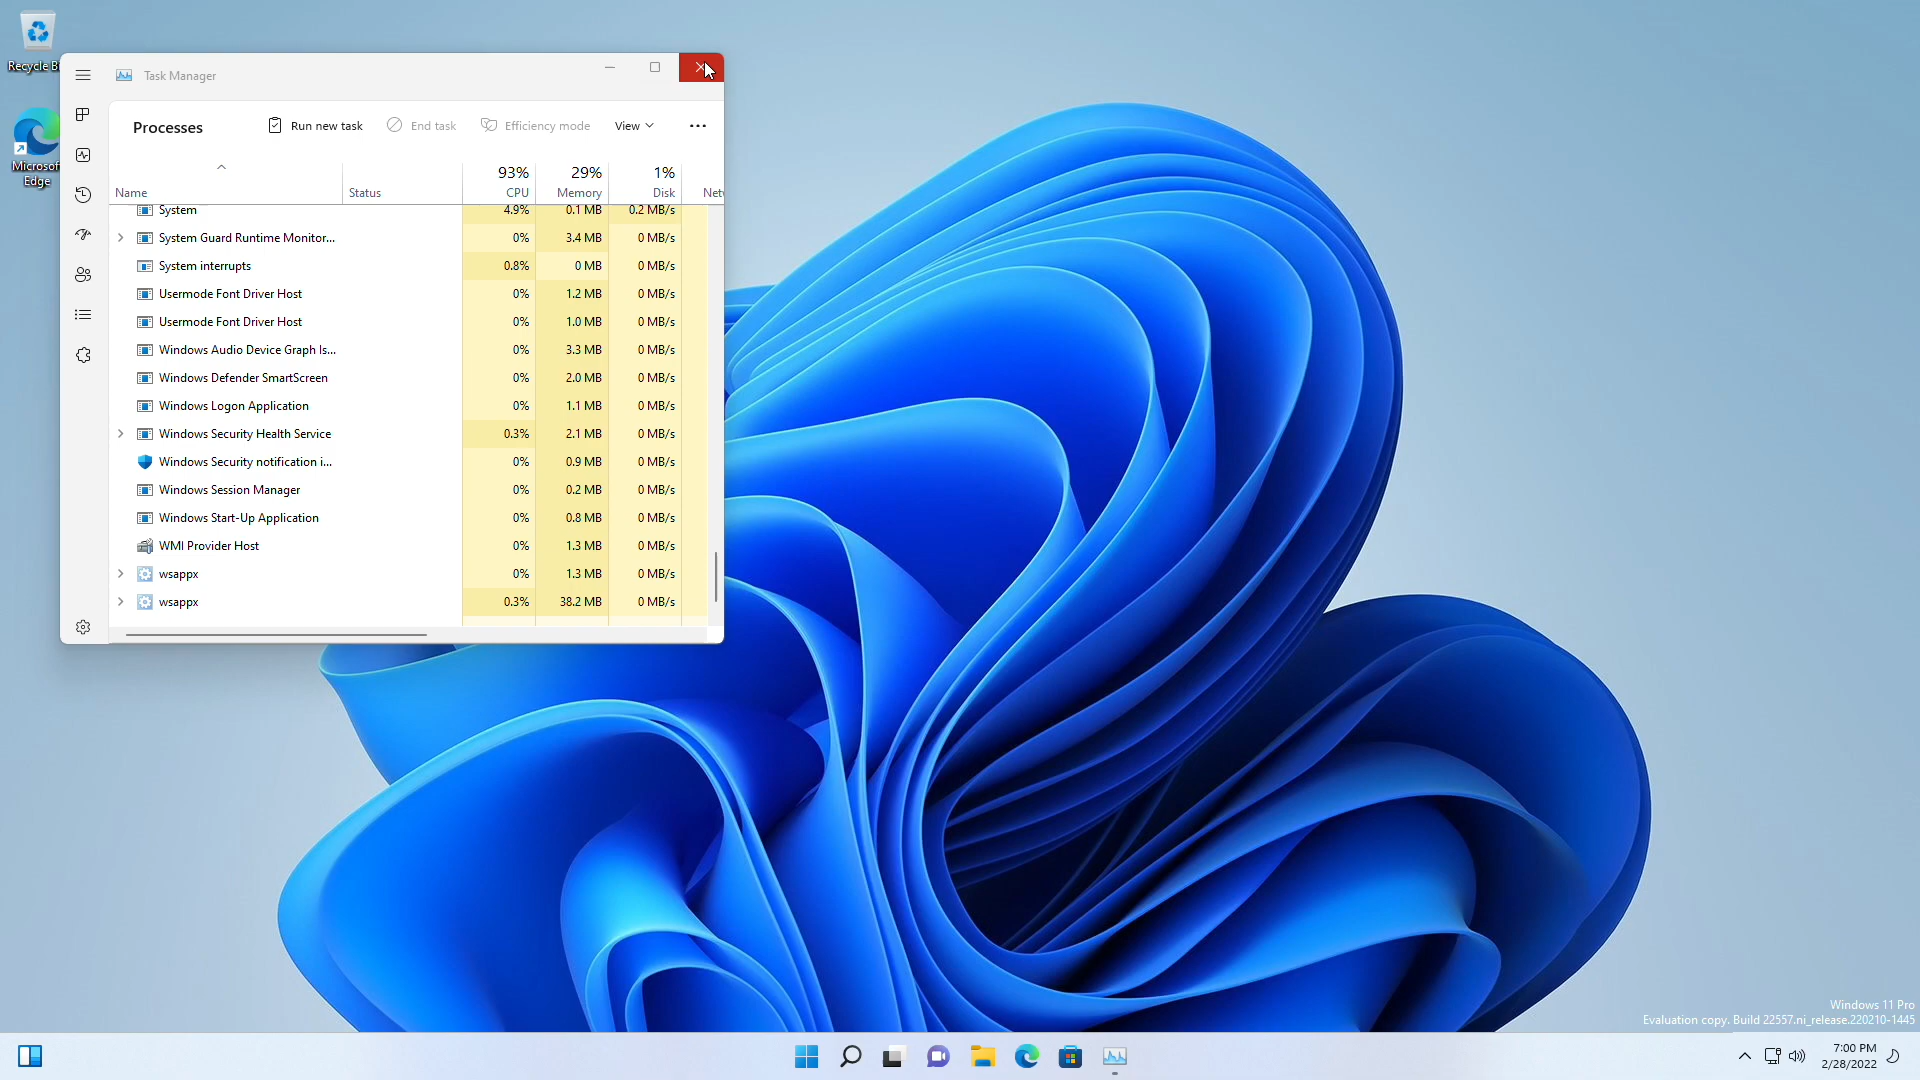 Recycle B
Microsof
Edge
Task Manager
Processes
Run new task
End task
Efficiency mode
View
93%
29%
1%
Name
Status
CPU
Memory
Disk
Netw
System 4.9% 0.1 MB 0.2 MB/s
System Guard Runtime Monitor... 0% 3.4 MB 0 MB/s
System interrupts 0.8% 0 MB 0 MB/s
Usermode Font Driver Host 0% 1.2 MB 0 MB/s
Usermode Font Driver Host 0% 1.0 MB 0 MB/s
Windows Audio Device Graph Is... 0% 3.3 MB 0 MB/s
Windows Defender SmartScreen 0% 2.0 MB 0 MB/s
Windows Logon Application 0% 1.1 MB 0 MB/s
Windows Security Health Service 0.3% 2.1 MB 0 MB/s
Windows Security notification i... 0% 0.9 MB 0 MB/s
Windows Session Manager 0% 0.2 MB 0 MB/s
Windows Start-Up Application 0% 0.8 MB 0 MB/s
WMI Provider Host 0% 1.3 MB 0 MB/s
wsappx 0% 1.3 MB 0 MB/s
wsappx 0.3% 38.2 MB 0 MB/s
Windows 11 Pro
Evaluation copy. Build 22557.ni_release.220210-1445
7:00 PM
2/28/2022